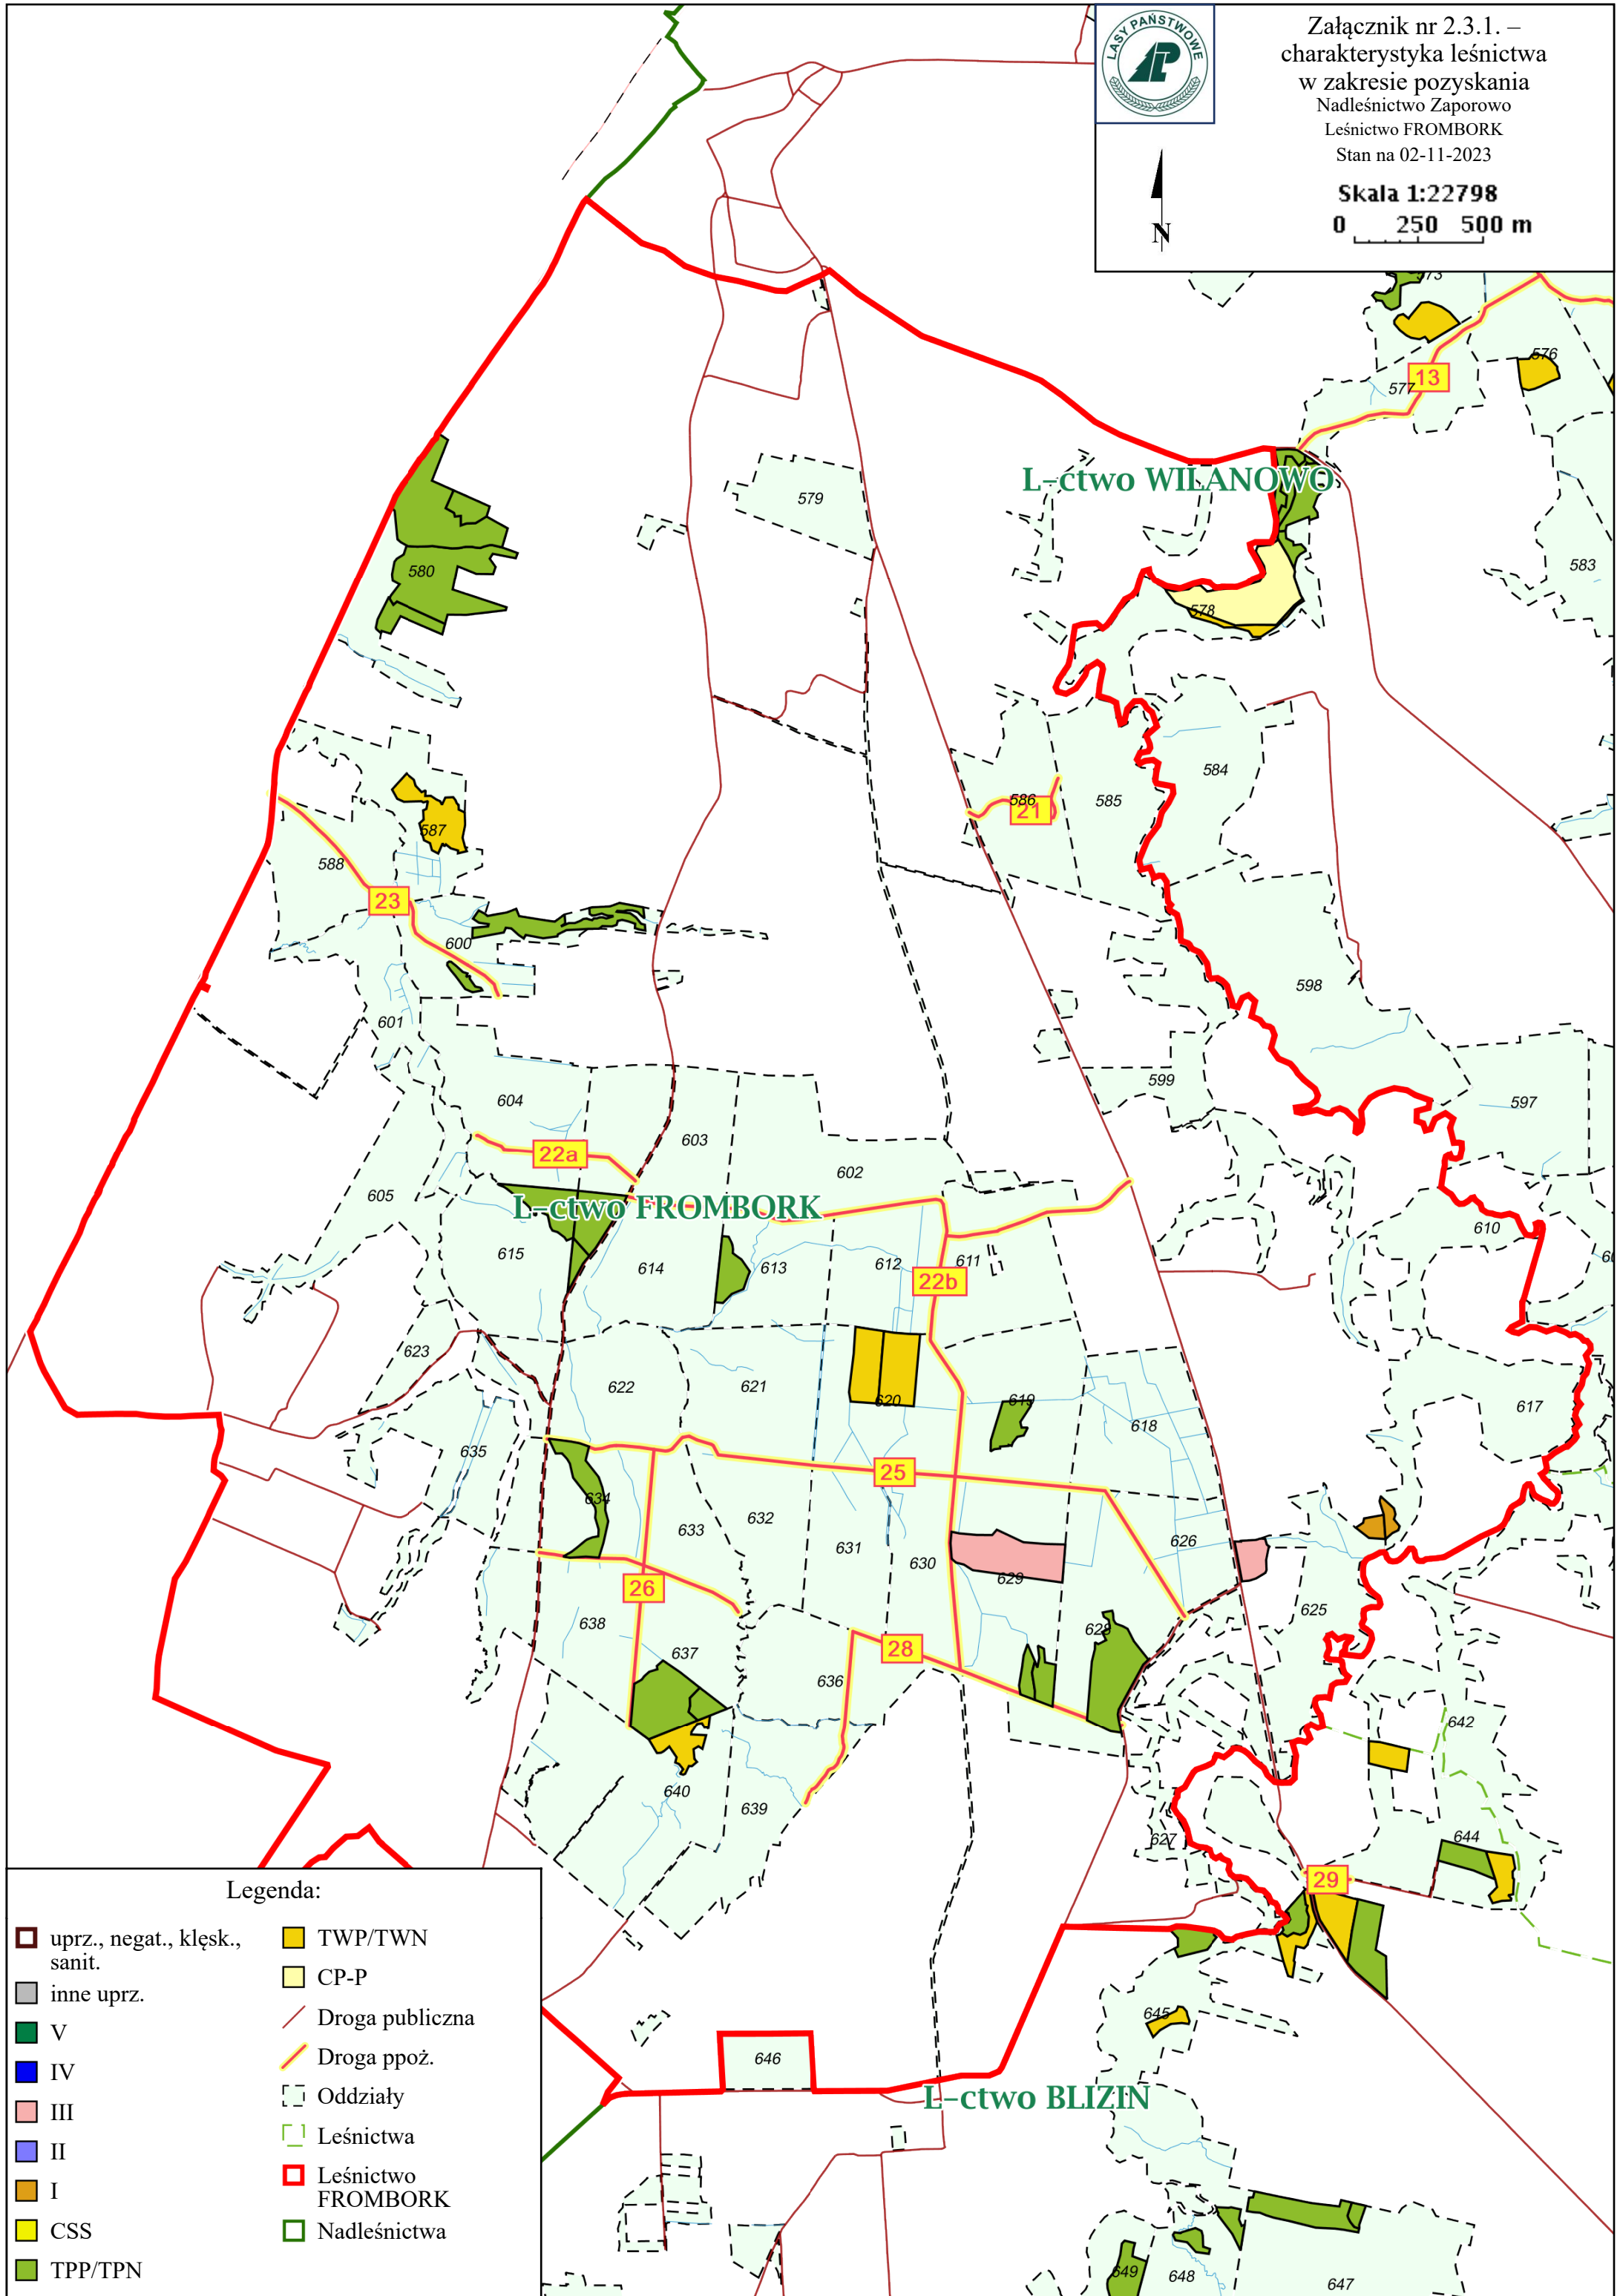 LASY PAŃSTWOWE
LP
Załącznik nr 2.3.1. –
charakterystyka leśnictwa
w zakresie pozyskania
Nadleśnictwo Zaporowo
Leśnictwo FROMBORK
Stan na 02-11-2023
Skala 1:22798
0 250 500 m
N
573
576
13
577
L-ctwo WILANOWO
579
583
580
578
584
586
585
21
587
588
23
600
598
601
599
604
597
603
22a
602
605
L-ctwo FROMBORK
610
615
614
613
612
611
22b
623
622
621
620
619
618
617
635
25
634
633
632
631
630
629
626
26
638
637
28
628
625
636
642
640
639
627
644
29
645
646
L-ctwo BLIZIN
649
648
647
Legenda:
uprz., negat., klęsk.,
sanit.
inne uprz.
V
IV
III
II
I
CSS
TPP/TPN
TWP/TWN
CP-P
Droga publiczna
Droga ppoż.
Oddziały
Leśnictwa
Leśnictwo
FROMBORK
Nadleśnictwa